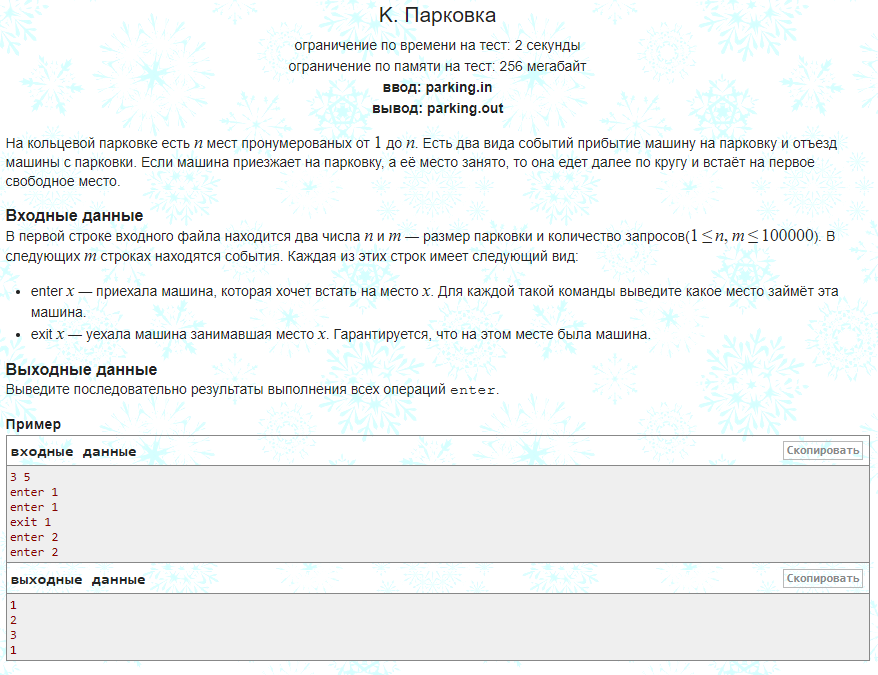 K. Парковка
ограничение по времени на тест: 2 секунды
ограничение по памяти на тест: 256 мегабайт
ввод: parking.in
вывод: parking.out
На кольцевой парковке есть n мест пронумерованых от 1 до n. Есть два вида событий прибытие машину на парковку и отъезд
машины с парковки. Если машина приезжает на парковку, а её место занято, то она едет далее по кругу и встаёт на первое
свободное место.
Входные данные
В первой строке входного файла находится два числа n и m — размер парковки и количество запросов(1 ≤ n, m ≤ 100000). В
следующих m строках находятся события. Каждая из этих строк имеет следующий вид:
• enter x — приехала машина, которая хочет встать на место x. Для каждой такой команды выведите какое место займёт эта
машина.
• exit x — уехала машина занимавшая место x. Гарантируется, что на этом месте была машина.
Выходные данные
Выведите последовательно результаты выполнения всех операций enter.
Пример
входные данные Скопировать
3 5
enter 1
enter 1
exit 1
enter 2
enter 2
выходные данные Скопировать
1
2
3
1